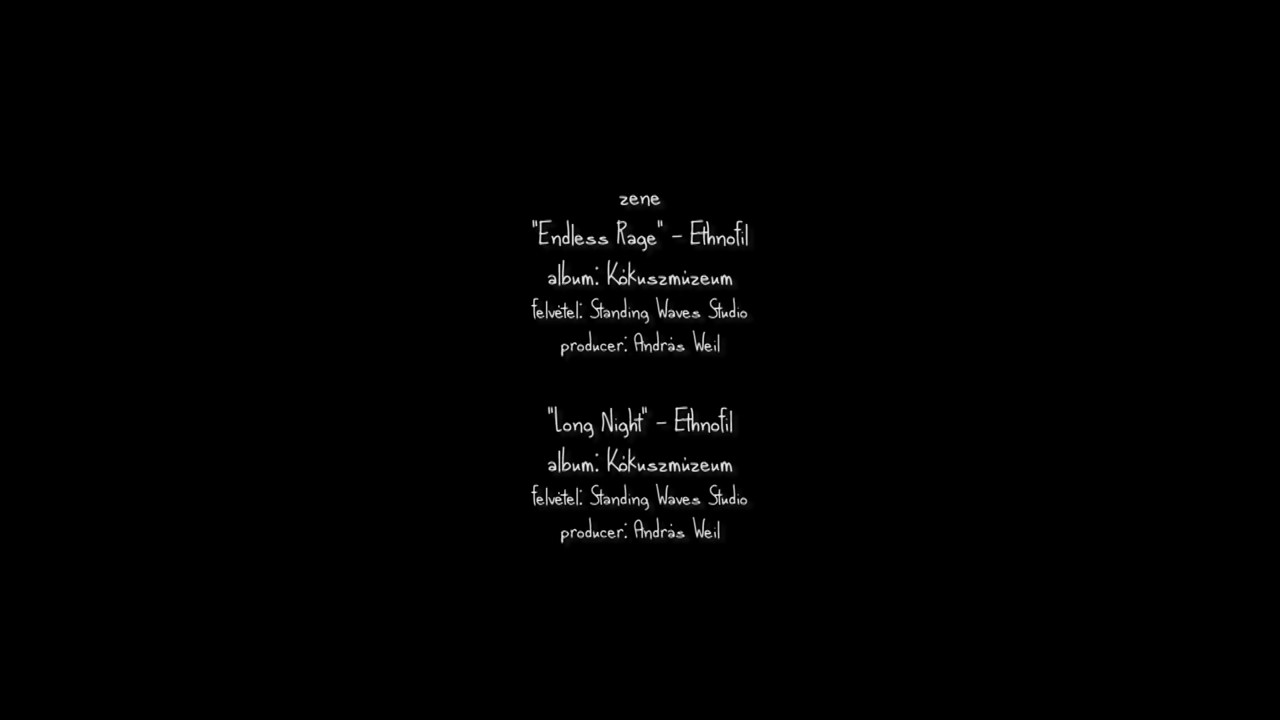 zene
"Endless Rage" - Ethnofil
album: Kókuszmúzeum
felvétel: Standing Waves Studio
producer: András Weil
"Long Night" - Ethnofil
album: Kókuszmúzeum
felvétel: Standing Waves Studio
producer: András Weil